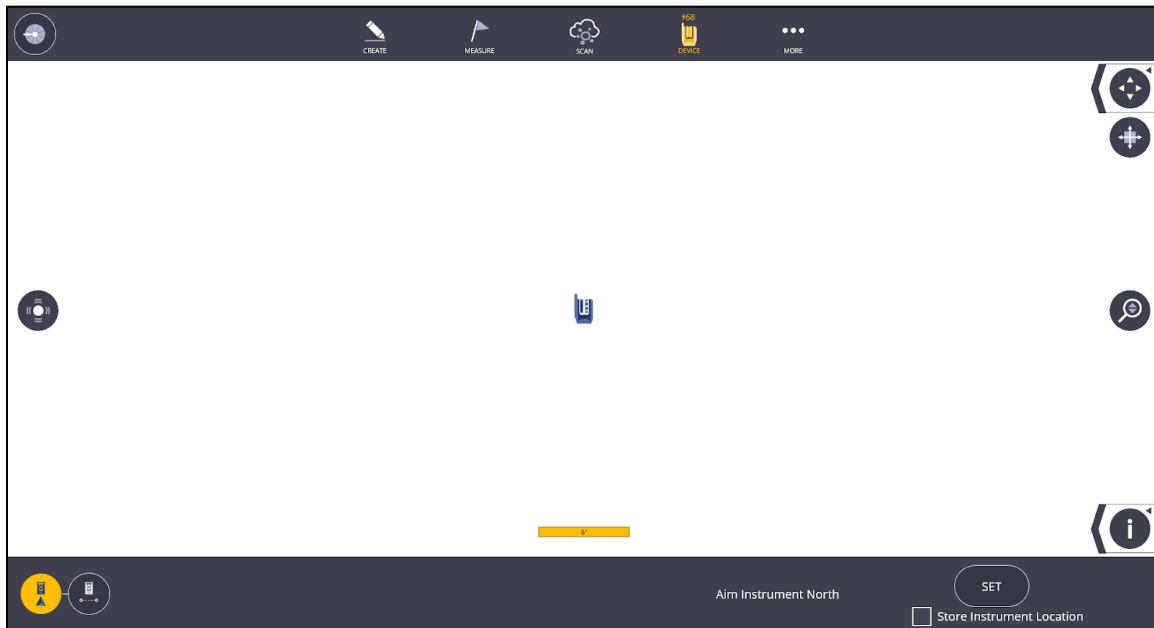 ±68
CREATE
MEASURE
SCAN
DEVICE
MORE
6"
i
Aim Instrument North
SET
Store Instrument Location